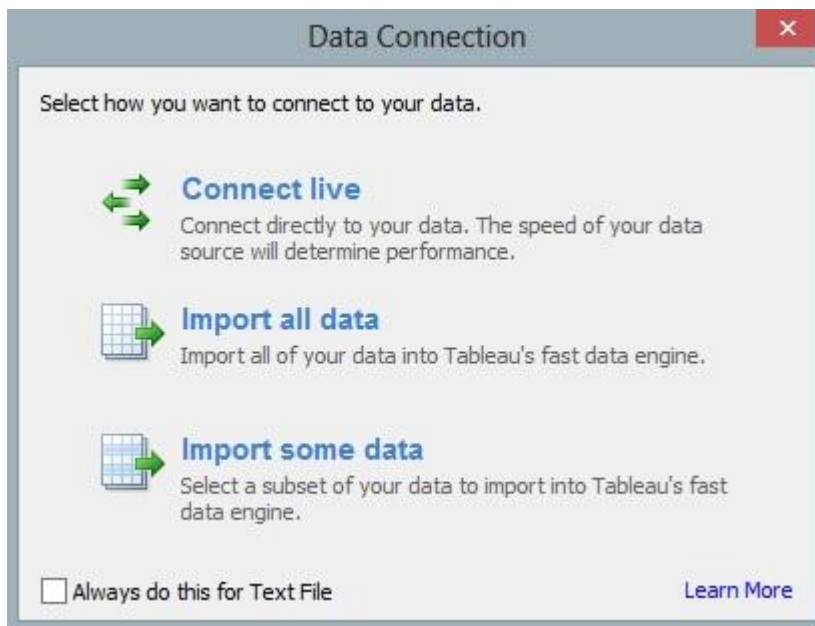 Data Connection
Select how you want to connect to your data.
Connect live
Connect directly to your data. The speed of your data
source will determine performance.
Import all data
Import all of your data into Tableau's fast data engine.
Import some data
Select a subset of your data to import into Tableau's fast
data engine.
Always do this for Text File
Learn More